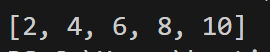 [2, 4, 6, 8, 10]